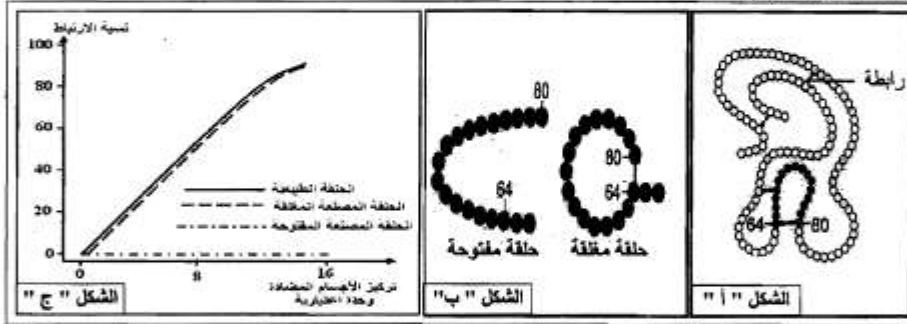 نسبة الارتباط
100
80
60
40
20
0
0
8
16
الحلقة الطبيعية
الحلقة المصطنعة المغلقة
الحلقة المصطنعة المفتوحة
تركيز الأجسام المضادة
وحدة اختيارية
الشكل " ج "
80
64
80
64
حلقة مفتوحة
حلقة مغلقة
الشكل " ب"
رابطة
64
80
الشكل " أ "